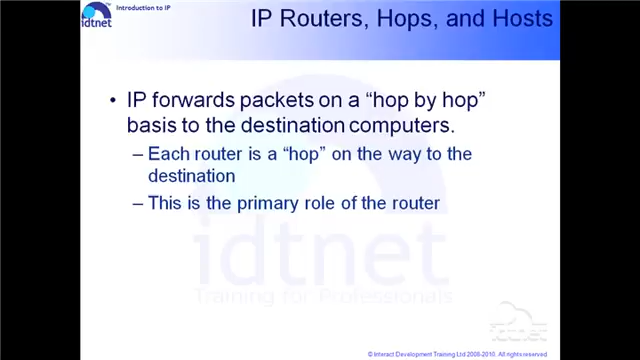 idtnet
Introduction to IP
IP Routers, Hops, and Hosts
• IP forwards packets on a “hop by hop”
basis to the destination computers.
– Each router is a “hop” on the way to the
destination
– This is the primary role of the router
idtnet
Training for Professionals
idtnet
© Interact Development Training Ltd 2008-2010. All rights reserved